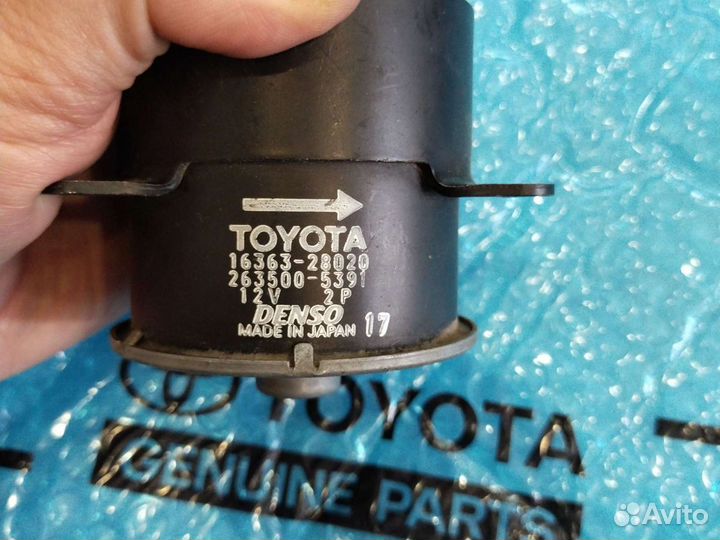 TOYOTA
16363-28020
263500-5391
12V 2P
DENSO
MADE IN JAPAN 17
TOYOTA
GENUINE PARTS
Avito